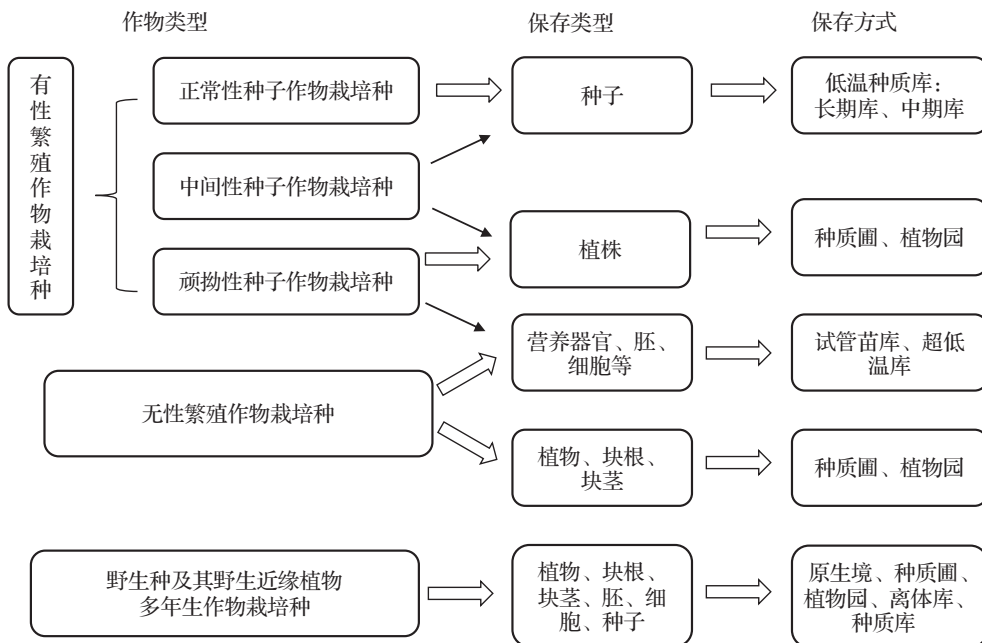 作物类型
保存类型
保存方式
有性繁殖作物栽培种
正常性种子作物栽培种
种子
低温种质库：
长期库、中期库
中间性种子作物栽培种
植株
种质圃、植物园
顽拗性种子作物栽培种
营养器官、胚、
细胞等
试管苗库、超低
温库
无性繁殖作物栽培种
植物、块根、
块茎
种质圃、植物园
野生种及其野生近缘植物
多年生作物栽培种
植物、块根、
块茎、胚、细
胞、种子
原生境、种质圃、
植物园、离体库、
种质库